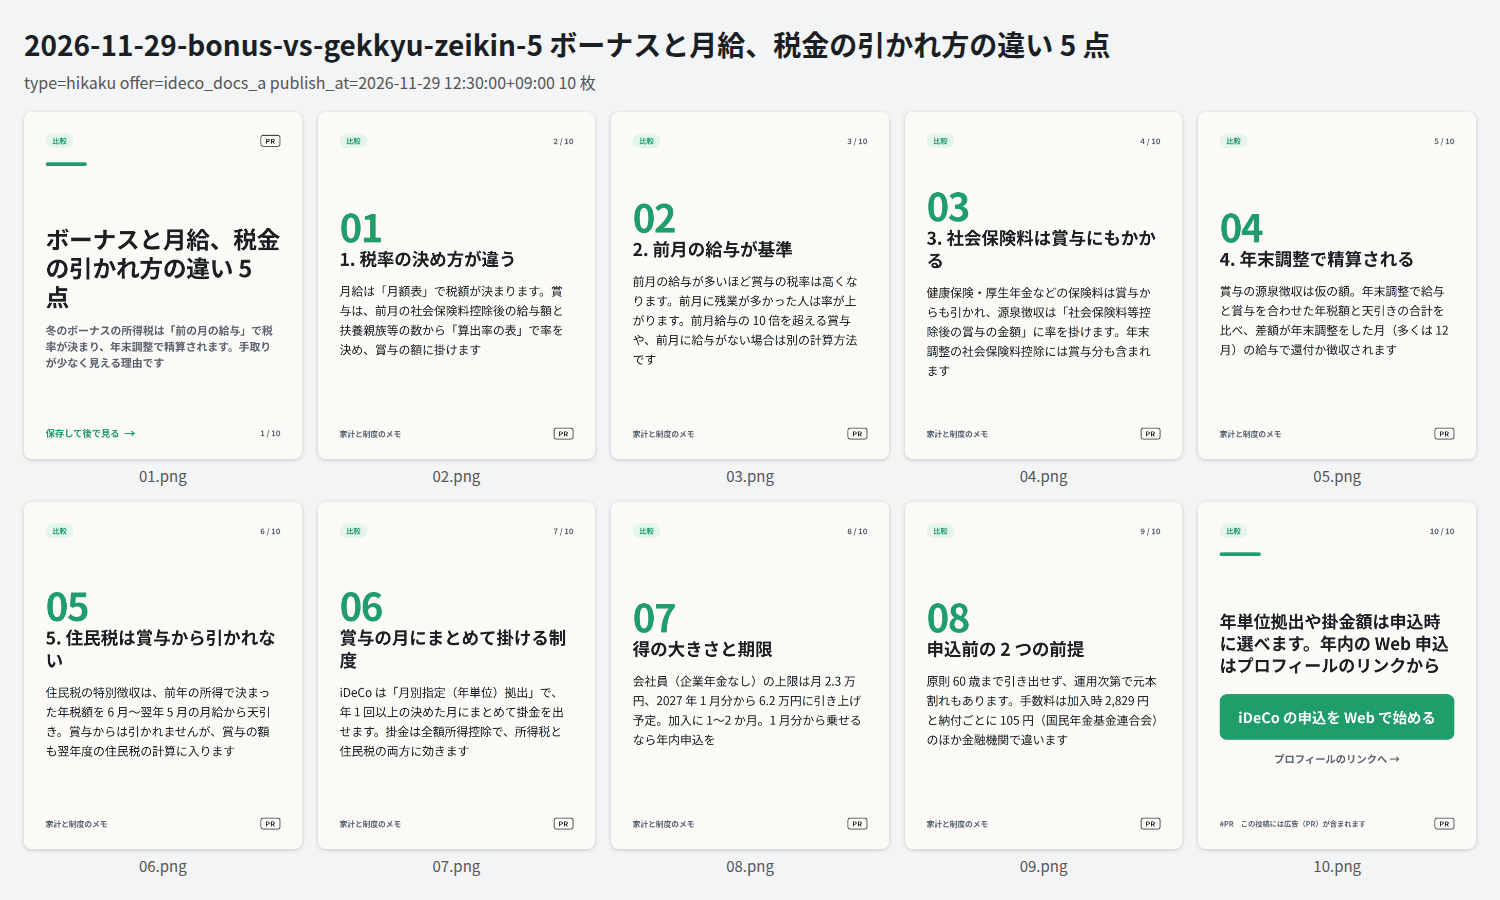 2026-11-29-bonus-vs-gekkyu-zeikin-5 ボーナスと月給、税金の引かれ方の違い 5 点
type=hikaku offer=ideco_docs_a publish_at=2026-11-29 12:30:00+09:00 10 枚
比較
PR
ボーナスと月給、税金
の引かれ方の違い 5
点
冬のボーナスの所得税は「前の月の給与」で税
率が決まり、年末調整で精算されます。手取り
が少なく見える理由です
保存して後で見る →
1 / 10
01.png
比較
2 / 10
01
1. 税率の決め方が違う
月給は「月額表」で税額が決まります。賞
与は、前月の社会保険料控除後の給与額と
扶養親族等の数から「算出率の表」で率を
決め、賞与の額に掛けます
家計と制度のメモ
PR
02.png
比較
3 / 10
02
2. 前月の給与が基準
前月の給与が多いほど賞与の税率は高くな
ります。前月に残業が多かった人は率が上
がります。前月給与の 10 倍を超える賞与
や、前月に給与がない場合は別の計算方法
です
家計と制度のメモ
PR
03.png
比較
4 / 10
03
3. 社会保険料は賞与にもかか
る
健康保険・厚生年金などの保険料は賞与か
らも引かれ、源泉徴収は「社会保険料等控
除後の賞与の金額」に率を掛けます。年末
調整の社会保険料控除には賞与分も含まれ
ます
家計と制度のメモ
PR
04.png
比較
5 / 10
04
4. 年末調整で精算される
賞与の源泉徴収は仮の額。年末調整で給与
と賞与を合わせた年税額と天引きの合計を
比べ、差額が年末調整をした月（多くは 12
月）の給与で還付か徴収されます
家計と制度のメモ
PR
05.png
比較
6 / 10
05
5. 住民税は賞与から引かれな
い
住民税の特別徴収は、前年の所得で決まっ
た年税額を 6 月〜翌年 5 月の月給から天引
き。賞与からは引かれませんが、賞与の額
も翌年度の住民税の計算に入ります
家計と制度のメモ
PR
06.png
比較
7 / 10
06
賞与の月にまとめて掛ける制
度
iDeCo は「月別指定（年単位）拠出」で、
年 1 回以上の決めた月にまとめて掛金を出
せます。掛金は全額所得控除で、所得税と
住民税の両方に効きます
家計と制度のメモ
PR
07.png
比較
8 / 10
07
得の大きさと期限
会社員（企業年金なし）の上限は月 2.3 万
円、2027 年 1 月分から 6.2 万円に引き上げ
予定。加入に 1〜2 か月。1 月分から乗せる
なら年内申込を
家計と制度のメモ
PR
08.png
比較
9 / 10
08
申込前の 2 つの前提
原則 60 歳まで引き出せず、運用次第で元本
割れもあります。手数料は加入時 2,829 円
と納付ごとに 105 円（国民年金基金連合会）
のほか金融機関で違います
家計と制度のメモ
PR
09.png
比較
10 / 10
年単位拠出や掛金額は申込時
に選べます。年内の Web 申込
はプロフィールのリンクから
iDeCo の申込を Web で始める
プロフィールのリンクへ →
#PR この投稿には広告（PR）が含まれます
PR
10.png